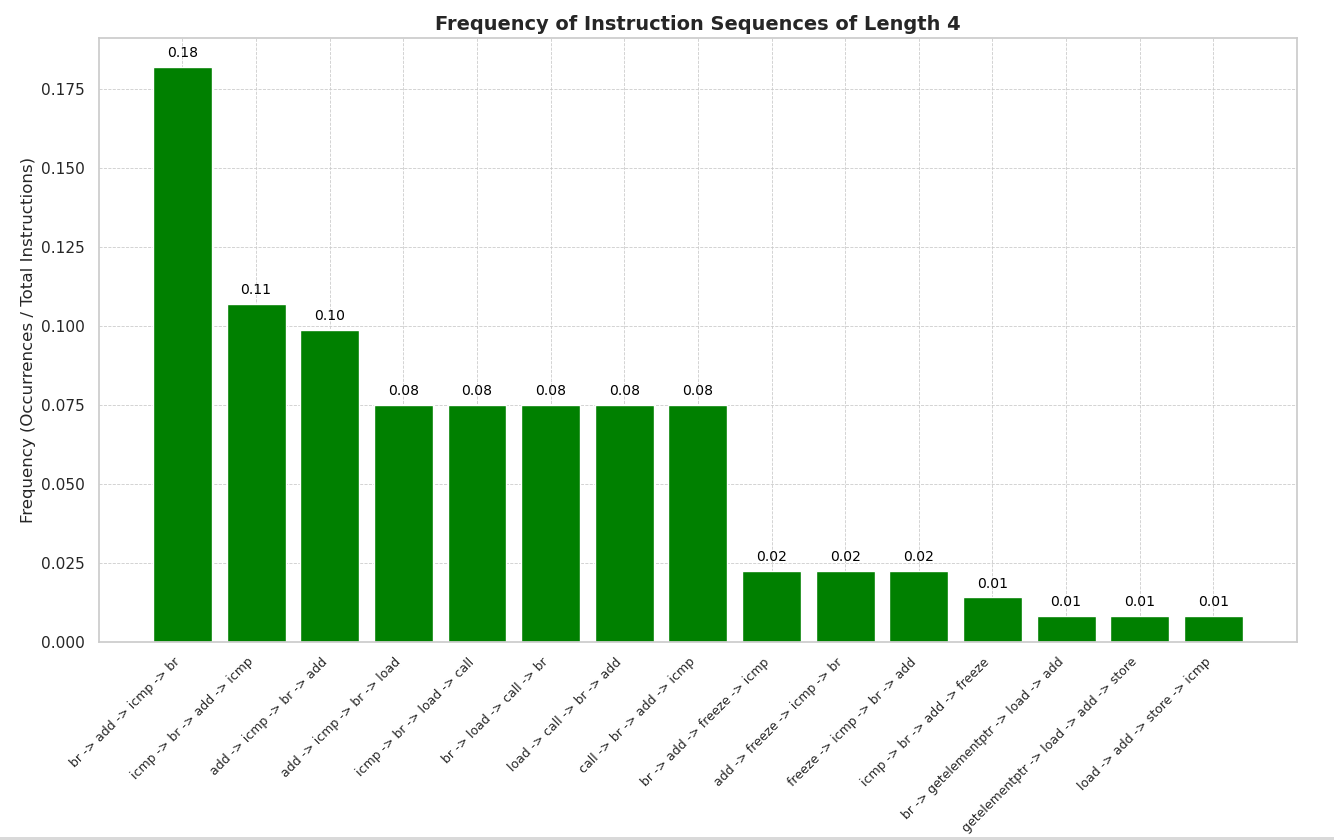 Frequency of Instruction Sequences of Length 4
Frequency (Occurrences / Total Instructions)
0.175
0.150
0.125
0.100
0.075
0.050
0.025
0.000
0.18
0.11
0.10
0.08
0.08
0.08
0.08
0.08
0.02
0.02
0.02
0.01
0.01
0.01
0.01
br -> add -> icmp -> br
icmp -> br -> add -> icmp
add -> icmp -> br -> add
add -> icmp -> br -> load
icmp -> br -> load -> call
br -> load -> call -> br
load -> call -> br -> add
call -> br -> add -> icmp
br -> add -> freeze -> icmp
add -> freeze -> icmp -> br
freeze -> icmp -> br -> add
icmp -> br -> add -> freeze
br -> getelementptr -> load -> add
getelementptr -> load -> add -> store
load -> add -> store -> icmp